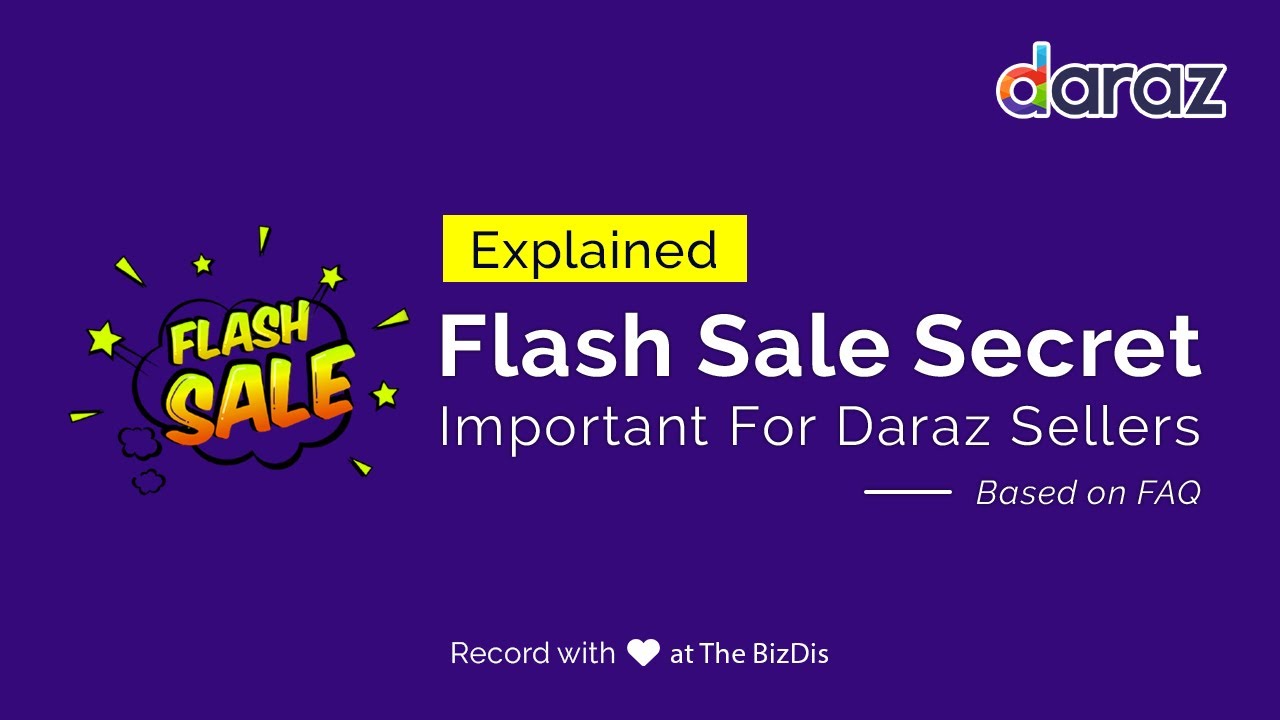 daraz
Explained
FLASH
SALE
Flash Sale Secret
Important For Daraz Sellers
Based on FAQ
Record with at The BizDis